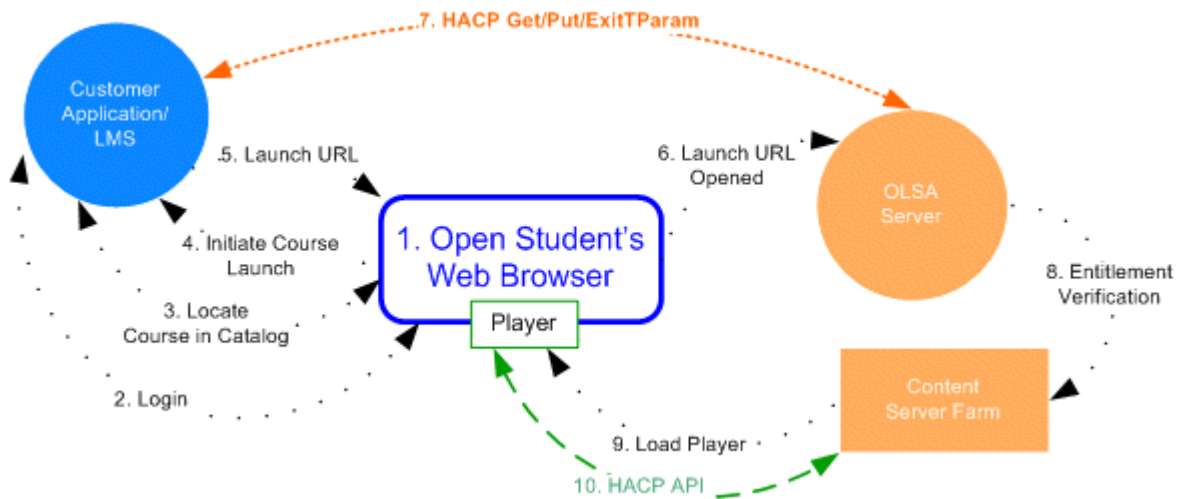 7. HACP Get/Put/ExitTParam
Customer
Application/
LMS
5. Launch URL
6. Launch URL
Opened
OLSA
Server
1. Open Student's
Web Browser
4. Initiate Course
Launch
8. Entitlement
Verification
3. Locate
Course in Catalog
Player
2. Login
Content
Server Farm
9. Load Player
10. HACP API